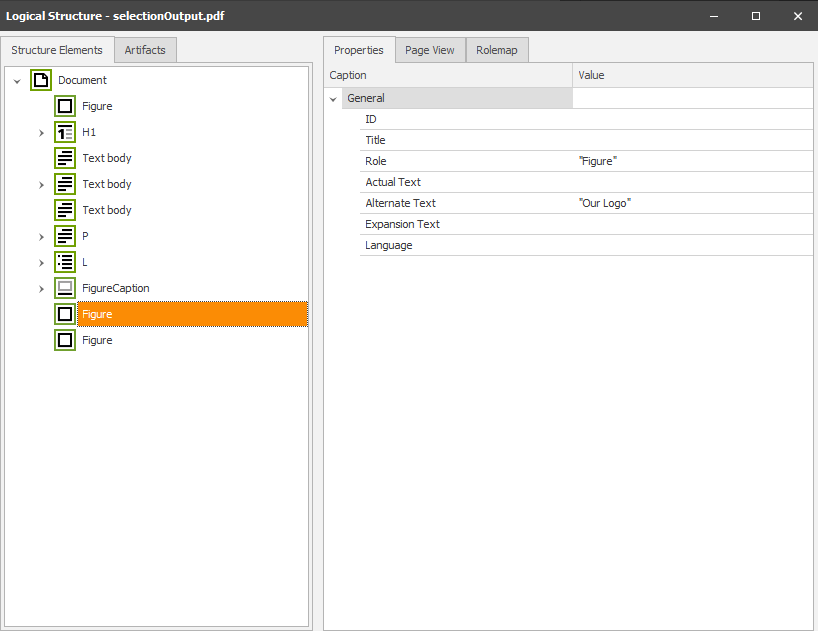 Logical Structure - selectionOutput.pdf
Structure Elements
Artifacts
Document
Figure
H1
Text body
Text body
Text body
P
L
FigureCaption
Figure
Figure
Properties
Page View
Rolemap
Caption Value
General
ID
Title
Role "Figure"
Actual Text
Alternate Text "Our Logo"
Expansion Text
Language